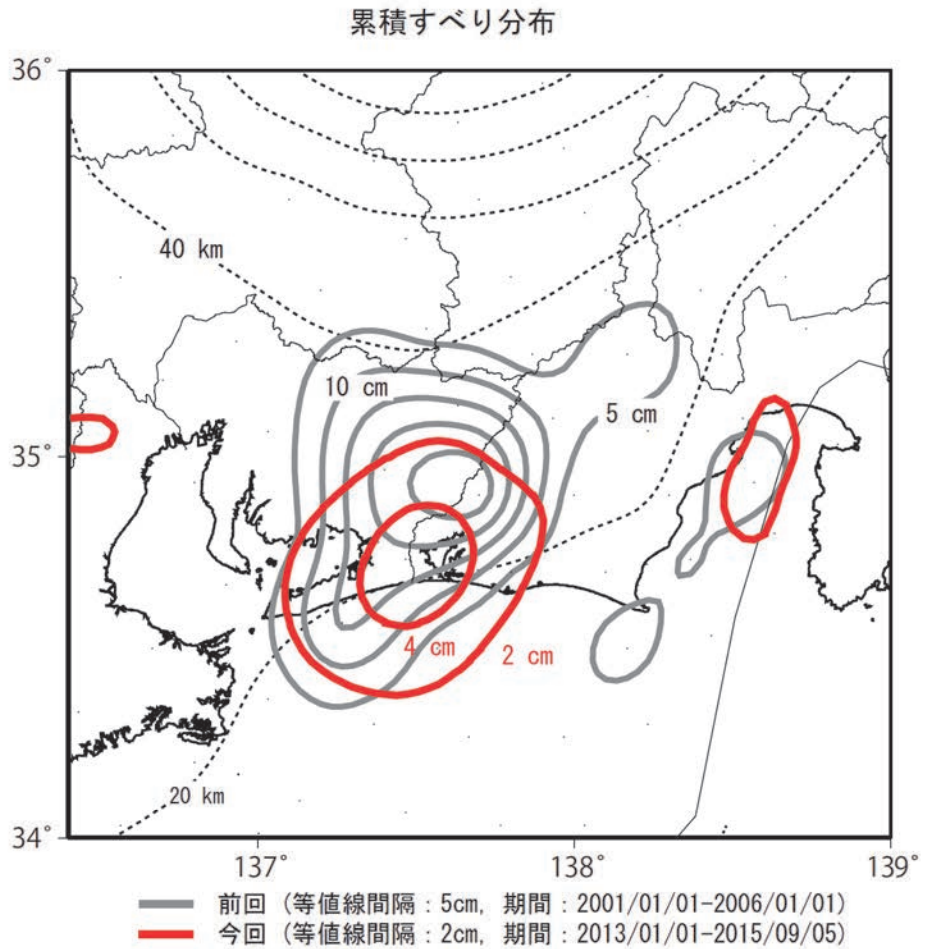 累積すべり分布
36°
40 km
10 cm
5 cm
35°
4 cm
2 cm
20 km
34°
137°
138°
139°
前回 (等値線間隔：5cm, 期間：2001/01/01-2006/01/01)
今回 (等値線間隔：2cm, 期間：2013/01/01-2015/09/05)